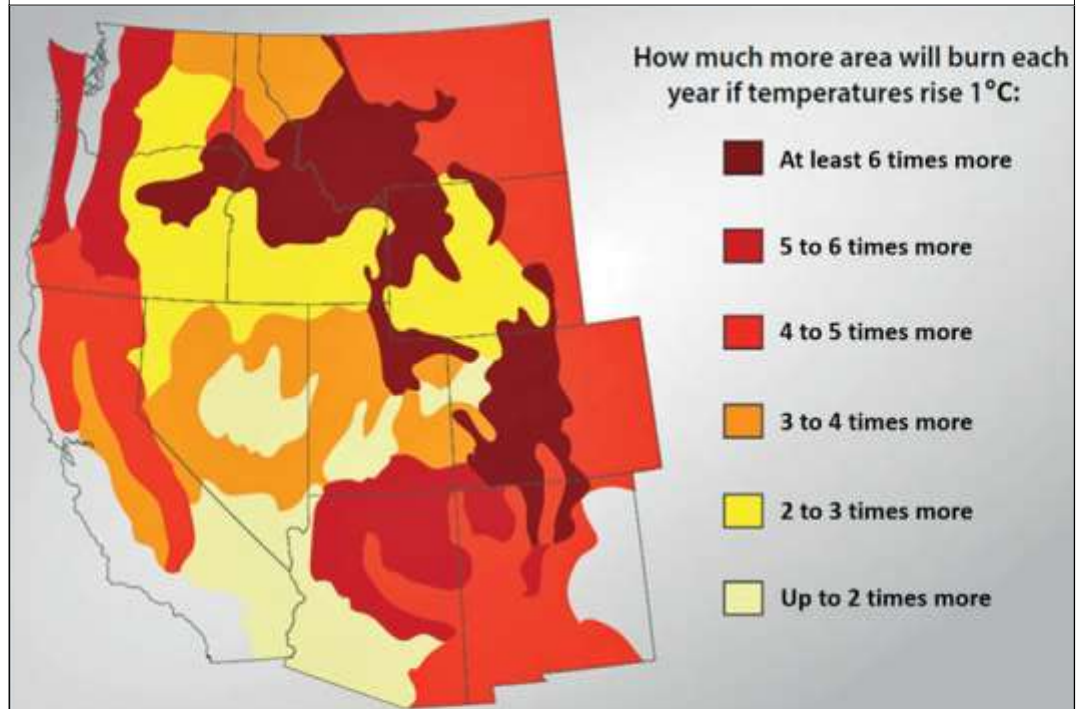 How much more area will burn each
year if temperatures rise 1°C:
At least 6 times more
5 to 6 times more
4 to 5 times more
3 to 4 times more
2 to 3 times more
Up to 2 times more